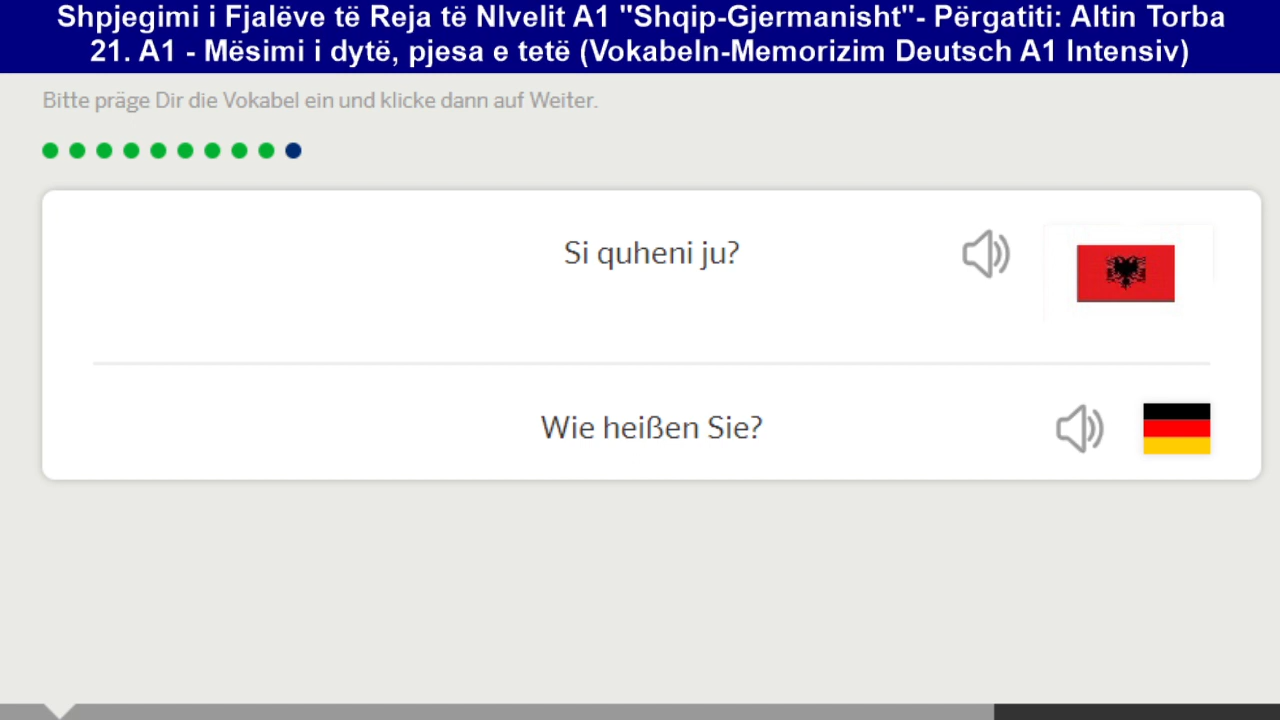 Shpjegimi i Fjalëve të Reja të NIvelit A1 "Shqip-Gjermanisht"- Përgatiti: Altin Torba
21. A1 - Mësimi i dytë, pjesa e tetë (Vokabeln-Memorizim Deutsch A1 Intensiv)
Bitte präge Dir die Vokabel ein und klicke dann auf Weiter.
Si quheni ju?
Wie heißen Sie?